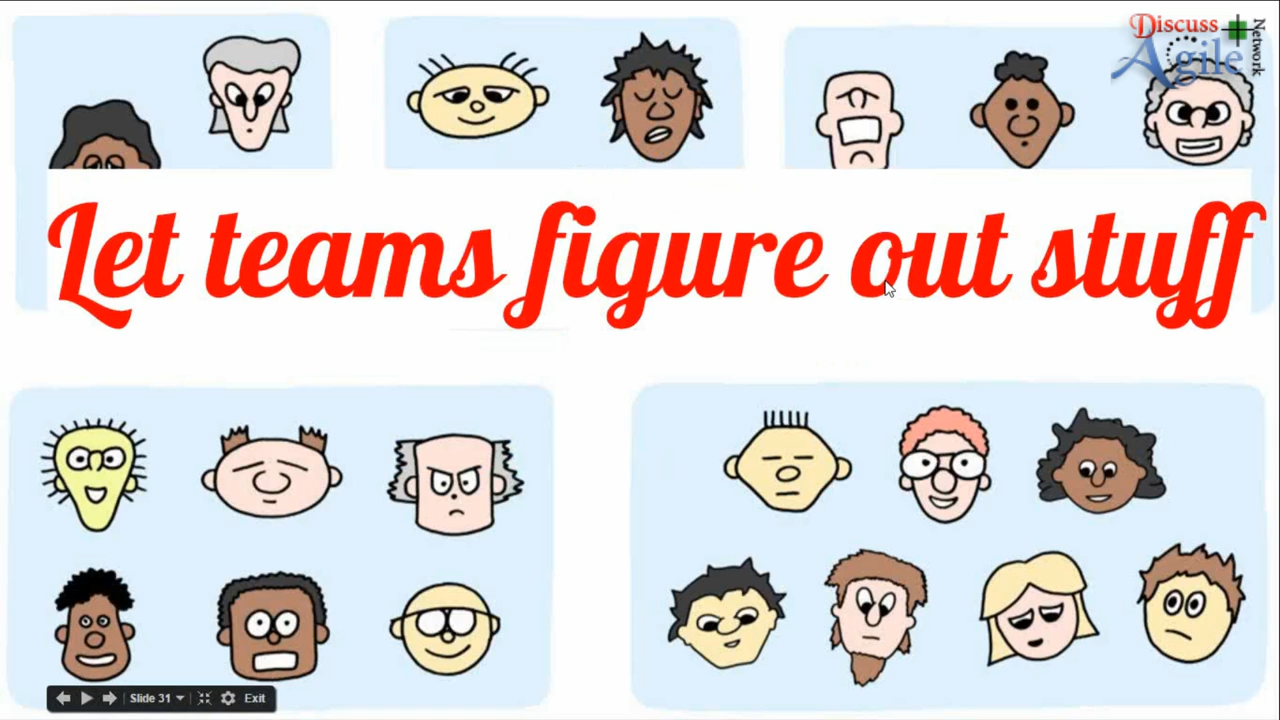 Discuss
Agile
Network
Let teams figure out stuff
Slide 31
Exit